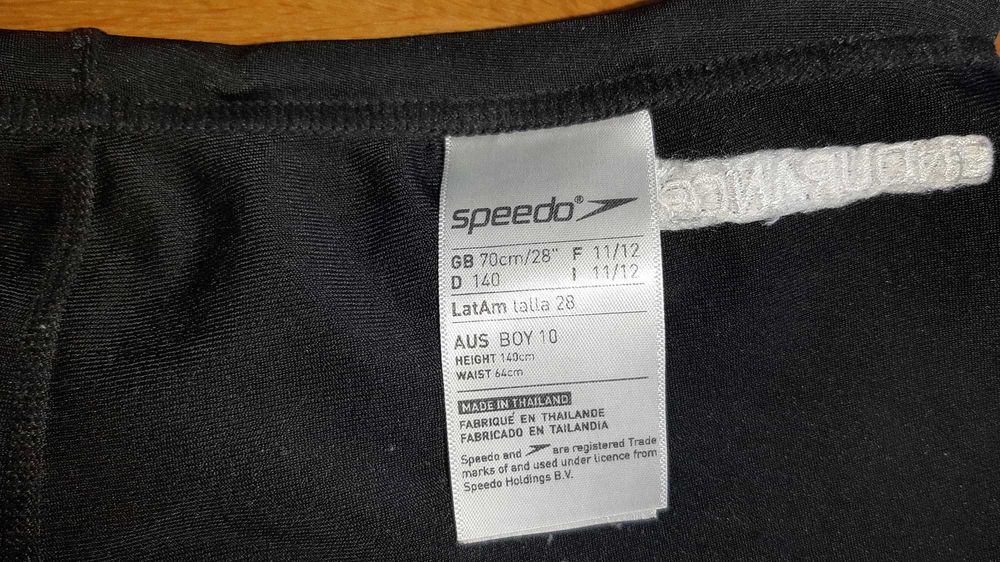 speedo®
GB 70cm/28" F 11/12
D 140 I 11/12
LatAm talla 28
AUS BOY 10
HEIGHT 140cm
WAIST 64cm
MADE IN THAILAND
FABRIQUÉ EN THAILANDE
FABRICADO EN TAILANDIA
Speedo and are registered Trade
marks of and used under licence from
Speedo Holdings B.V.